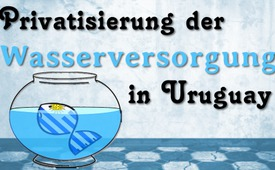 Privatisierung der
Wasserversorgung
in Uruguay